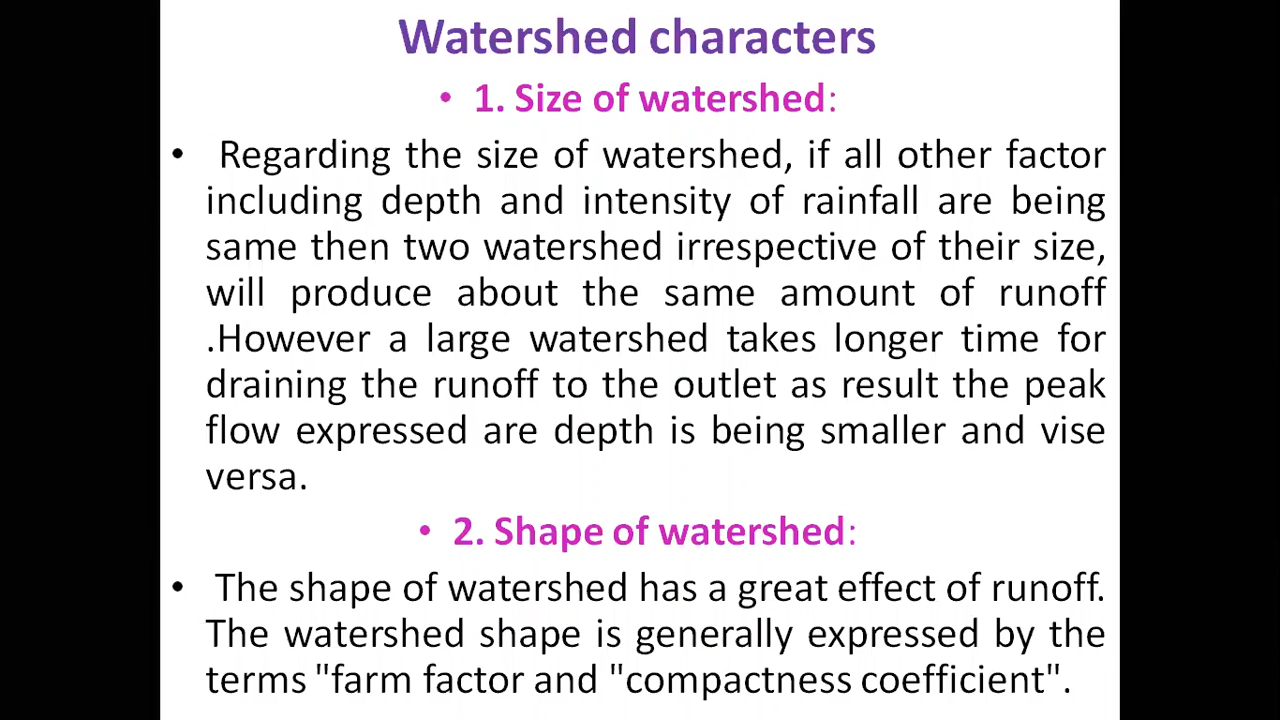 Watershed characters
• 1. Size of watershed:
• Regarding the size of watershed, if all other factor
including depth and intensity of rainfall are being
same then two watershed irrespective of their size,
will produce about the same amount of runoff
.However a large watershed takes longer time for
draining the runoff to the outlet as result the peak
flow expressed are depth is being smaller and vise
versa.
• 2. Shape of watershed:
• The shape of watershed has a great effect of runoff.
The watershed shape is generally expressed by the
terms "farm factor and "compactness coefficient".